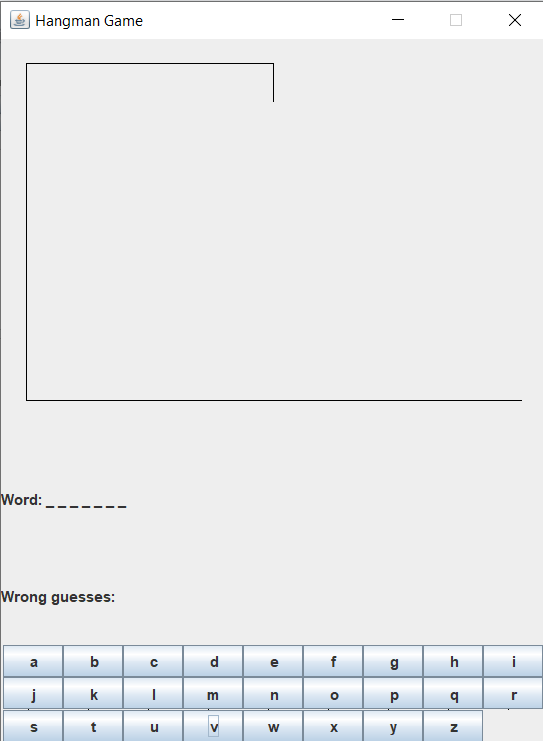 Hangman Game
Word: _ _ _ _ _ _ _
Wrong guesses:
a b c d e f g h i
j k l m n o p q r
s t u v w x y z